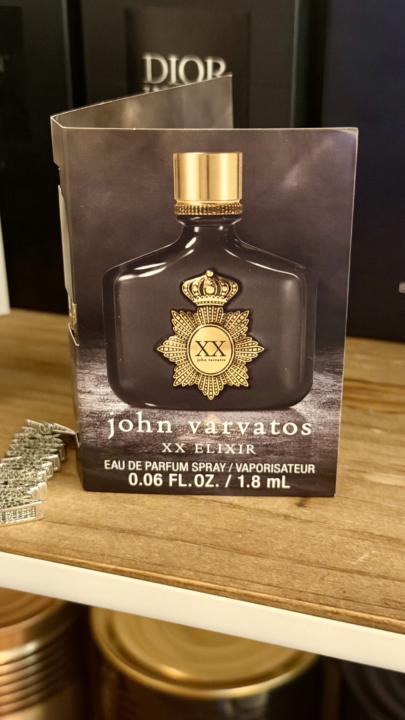 DIOR
XX
john varvatos
john varvatos
XX ELIXIR
EAU DE PARFUM SPRAY / VAPORISATEUR
0.06 FL.OZ. / 1.8 mL